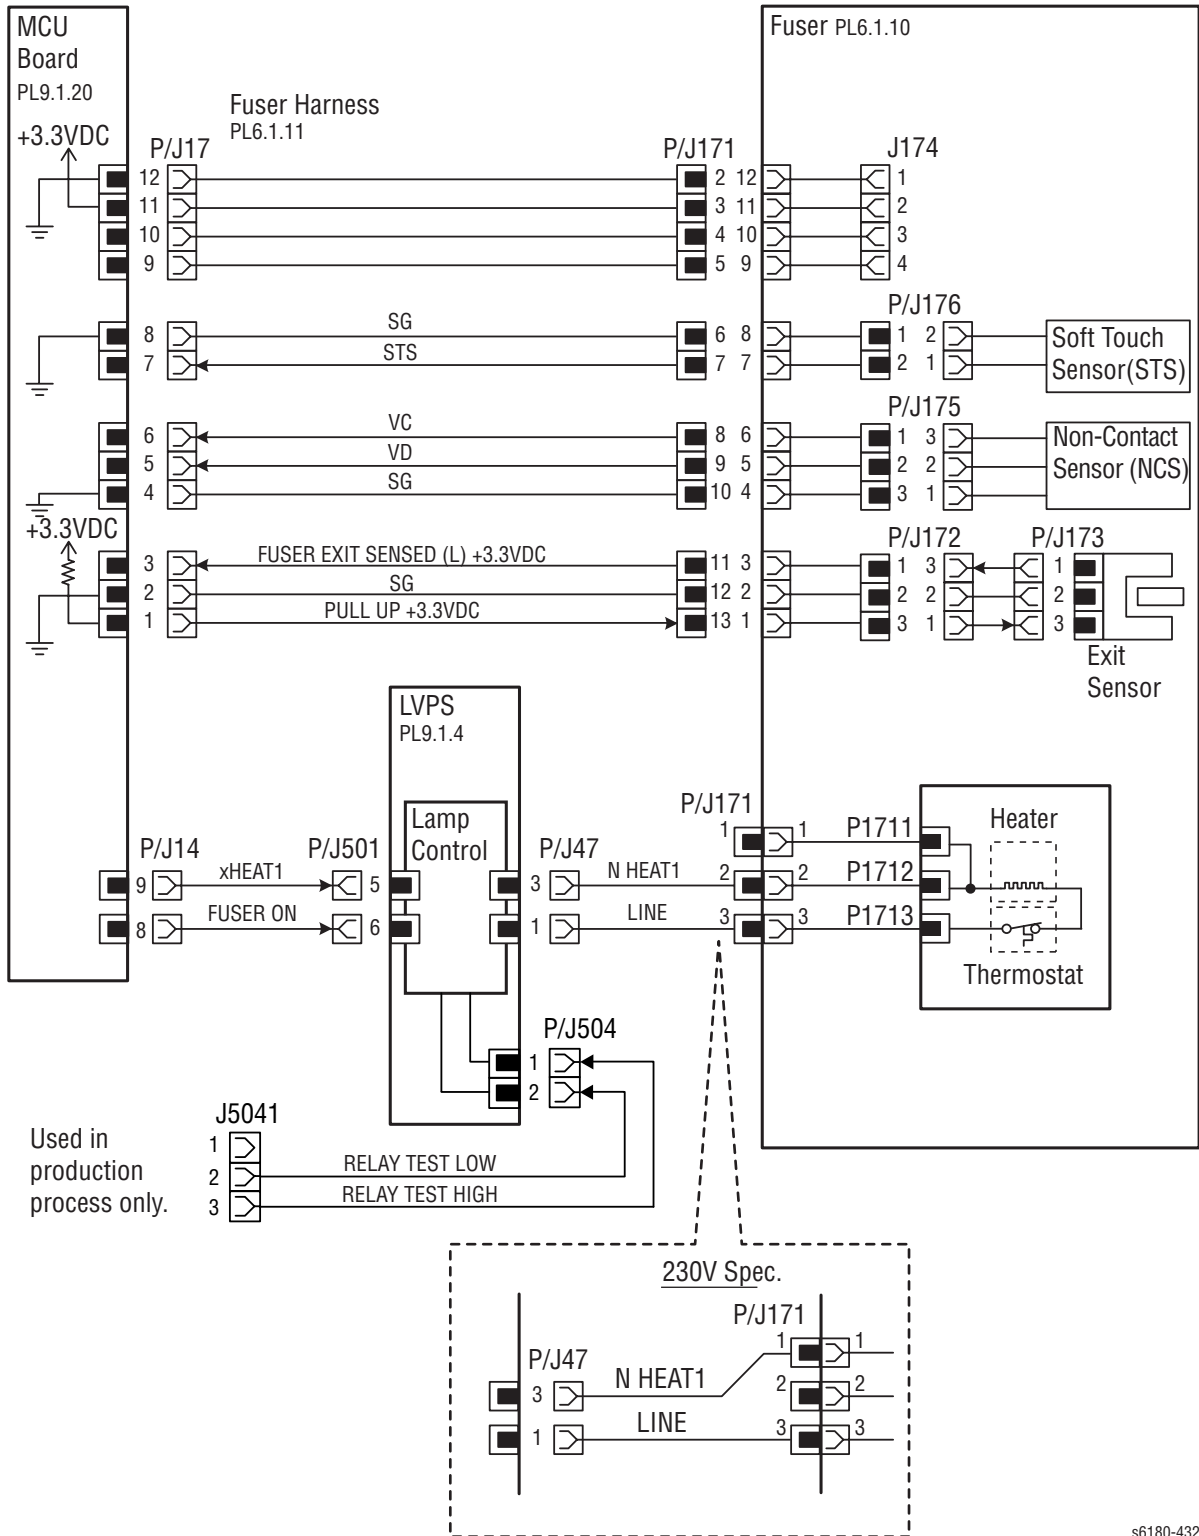 MCU
Board
PL9.1.20
+3.3VDC
Fuser Harness
PL6.1.11
Fuser PL6.1.10
P/J17
P/J171
J174
12 2 12 1
11 3 11 2
10 4 10 3
9 5 9 4
P/J176
8 SG 6 8 1 2
7 STS 7 7 2 1
Soft Touch
Sensor(STS)
P/J175
6 VC 8 6 1 3
5 VD 9 5 2 2
4 SG 10 4 3 1
Non-Contact
Sensor (NCS)
+3.3VDC
P/J172 P/J173
3 FUSER EXIT SENSED (L) +3.3VDC 11 3 1 3 1
2 SG 12 2 2 2 2
1 PULL UP +3.3VDC 13 1 3 1 3
Exit
Sensor
LVPS
PL9.1.4
Lamp
Control
P/J14 P/J501 P/J47 P/J171
1 1 P1711
9 xHEAT1 5 3 N HEAT1 2 2 P1712
8 FUSER ON 6 1 LINE 3 3 P1713
Heater
Thermostat
P/J504
1
2
J5041
1
2 RELAY TEST LOW
3 RELAY TEST HIGH
Used in
production
process only.
230V Spec.
P/J171
P/J47
1 1
3 N HEAT1 2 2
1 LINE 3 3
s6180-432